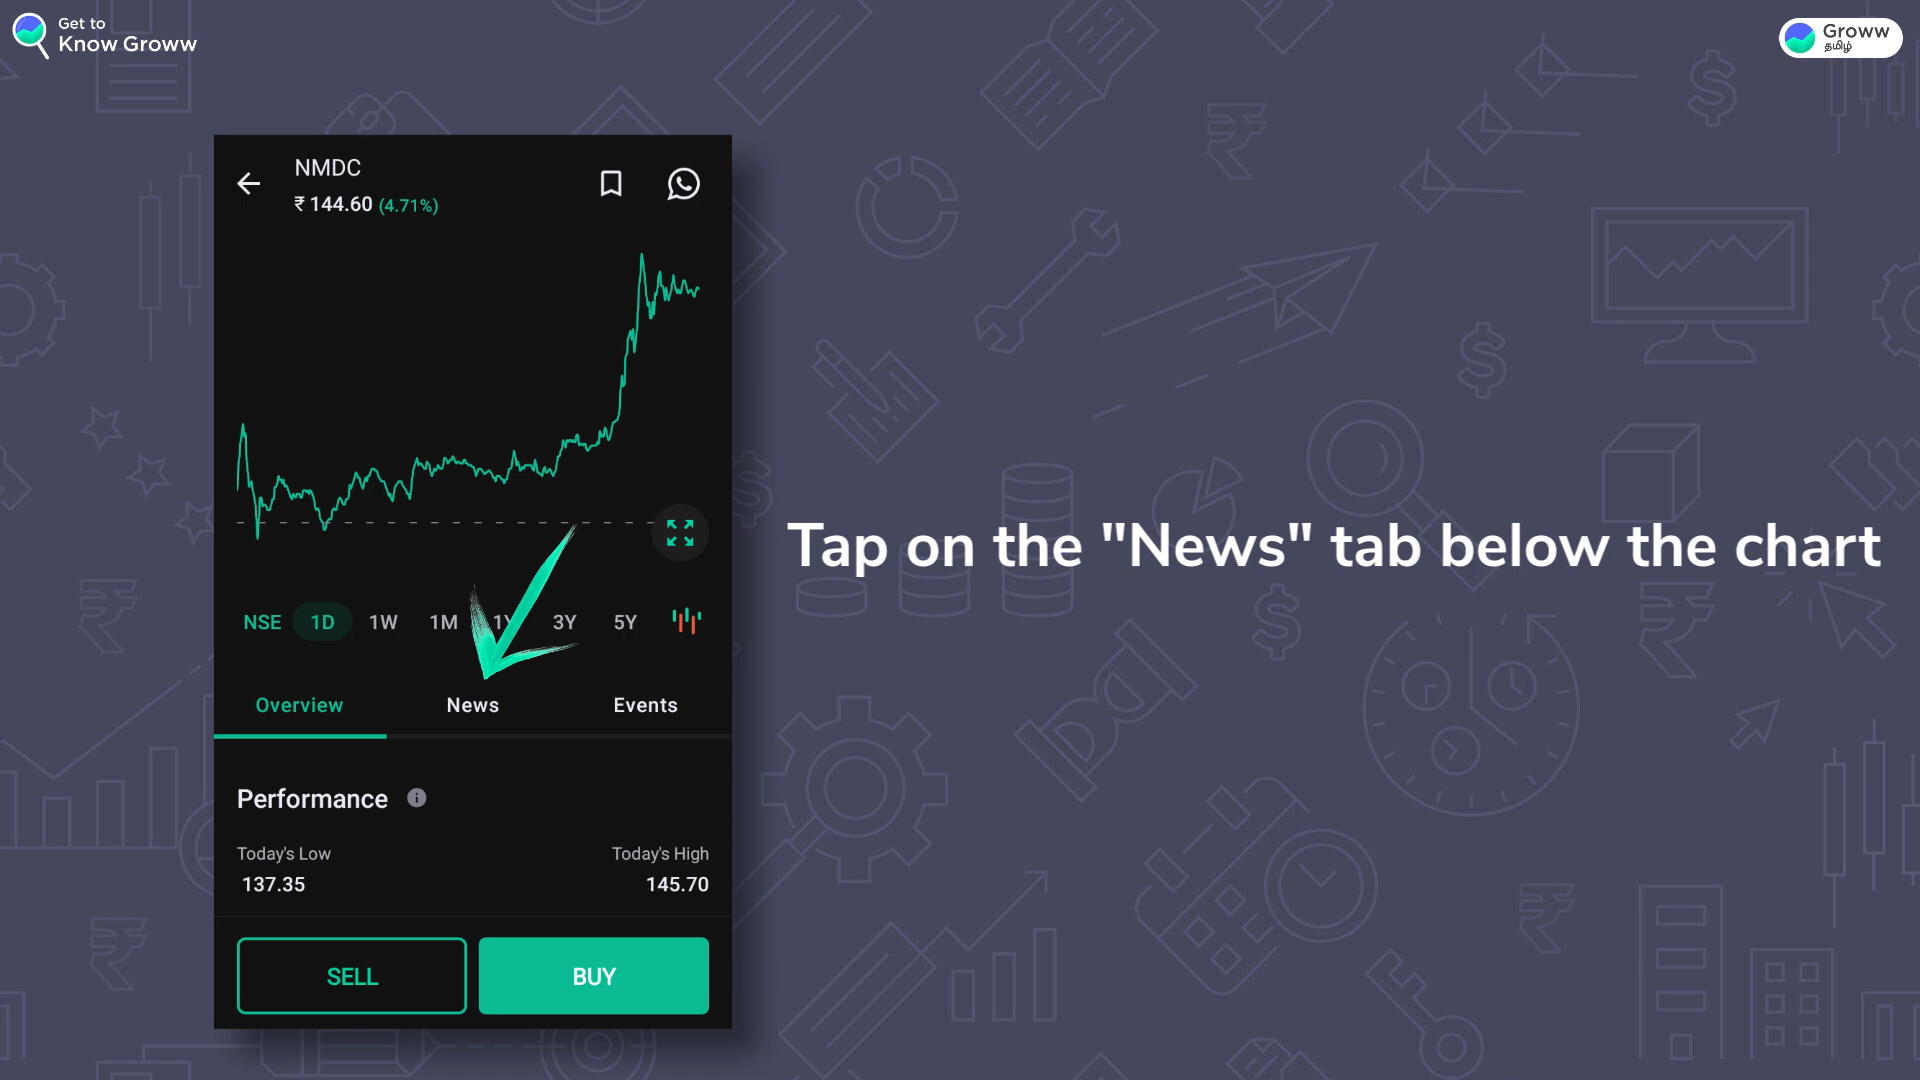 Get to
Know Groww
Groww
தமிழ்
NMDC
₹ 144.60 (4.71%)
NSE 1D 1W 1M 1Y 3Y 5Y
Overview News Events
Performance
Today's Low Today's High
137.35 145.70
SELL BUY
Tap on the "News" tab below the chart